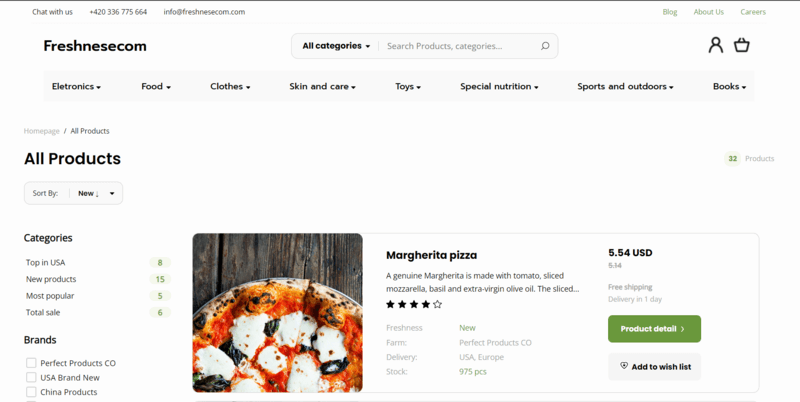 Chat with us +420 336 775 664 info@freshnesecom.com Blog About Us Careers
Freshnesecom All categories Search Products, categories...
Eletronics Food Clothes Skin and care Toys Special nutrition Sports and outdoors Books
Homepage / All Products
All Products 32 Products
Sort By: New ↓
Categories
Top in USA 8
New products 15
Most popular 5
Total sale 6
Brands
Perfect Products CO
USA Brand New
China Products
Margherita pizza
A genuine Margherita is made with tomato, sliced
mozzarella, basil and extra-virgin olive oil. The sliced...
Freshness New
Farm: Perfect Products CO
Delivery: USA, Europe
Stock: 975 pcs
5.54 USD
5.14
Free shipping
Delivery in 1 day
Product detail ›
Add to wish list